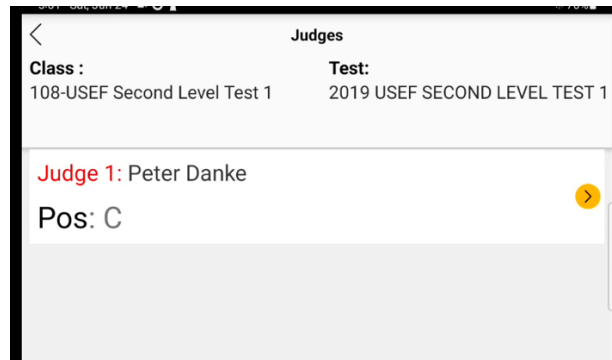 Judges
Class :
Test:
108-USEF Second Level Test 1
2019 USEF SECOND LEVEL TEST 1
Judge 1: Peter Danke
Pos: C